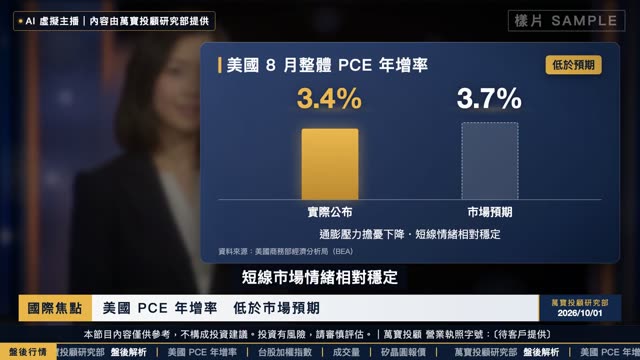 AI 虛擬主播｜內容由萬寶投顧研究部提供
樣片 SAMPLE
美國 8 月整體 PCE 年增率
低於預期
3.4%
3.7%
實際公布
市場預期
通膨壓力擔憂下降．短線情緒相對穩定
資料來源：美國商務部經濟分析局（BEA）
短線市場情緒相對穩定
國際焦點
美國 PCE 年增率 低於市場預期
萬寶投顧研究部
2026/10/01
本節目內容僅供參考，不構成投資建議。投資有風險，請審慎評估。｜萬寶投顧 營業執照字號：〔待客戶提供〕
盤後行情
寶投顧研究部 盤後解析 ｜ 美國 PCE 年增率 ｜ 台股加權指數 ｜ 成交量 ｜ 矽晶圓報價 ｜ 萬寶投顧研究部 盤後解析 ｜ 美國 PCE 年增